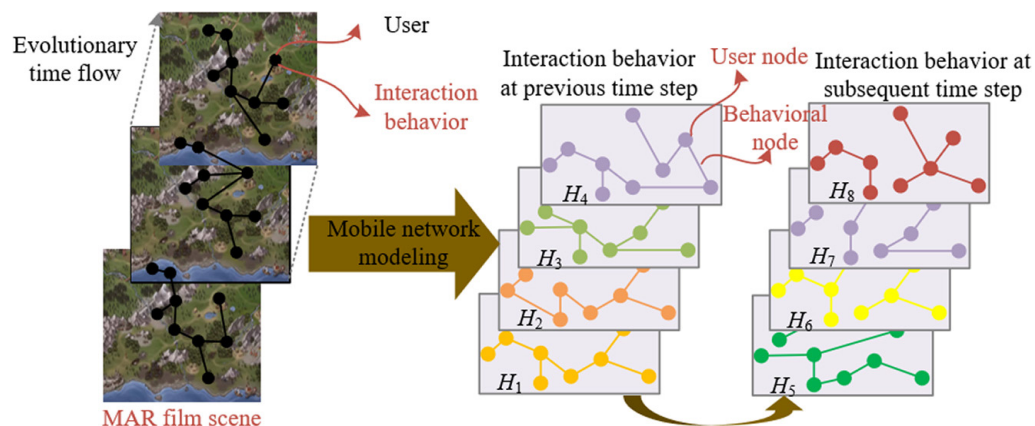 Evolutionary
time flow
User
Interaction
behavior
MAR film scene
Mobile network
modeling
Interaction behavior
at previous time step
User node
Behavioral
node
H4
H3
H2
H1
Interaction behavior at
subsequent time step
H8
H7
H6
H5